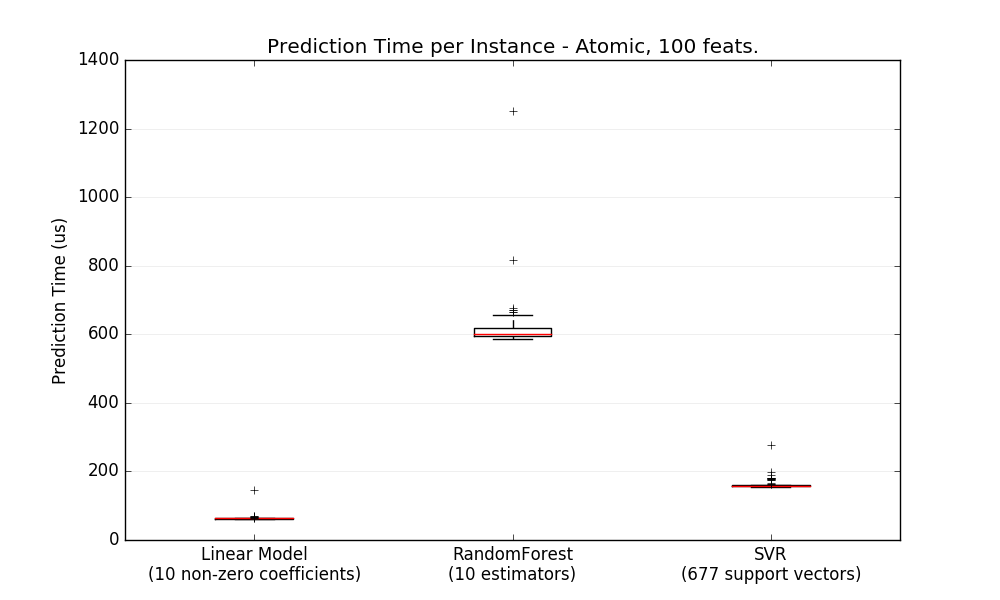 Prediction Time per Instance - Atomic, 100 feats.
1400
1200
1000
800
600
400
200
0
Prediction Time (us)
Linear Model
(10 non-zero coefficients)
RandomForest
(10 estimators)
SVR
(677 support vectors)